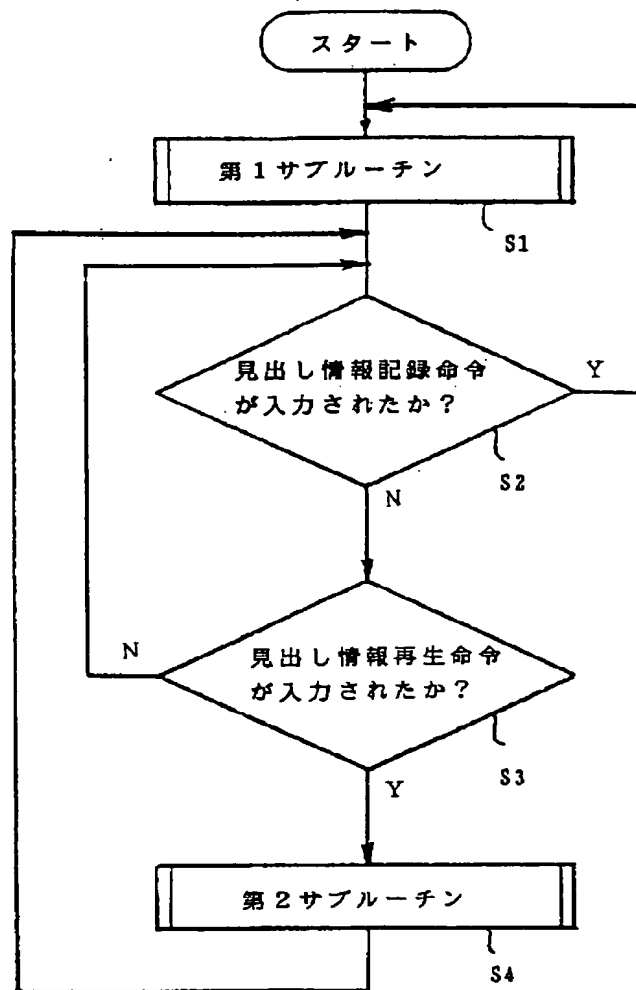 スタート
第1サブルーチン
S1
見出し情報記録命令
が入力されたか？
Y
S2
N
見出し情報再生命令
が入力されたか？
N
S3
Y
第2サブルーチン
S4